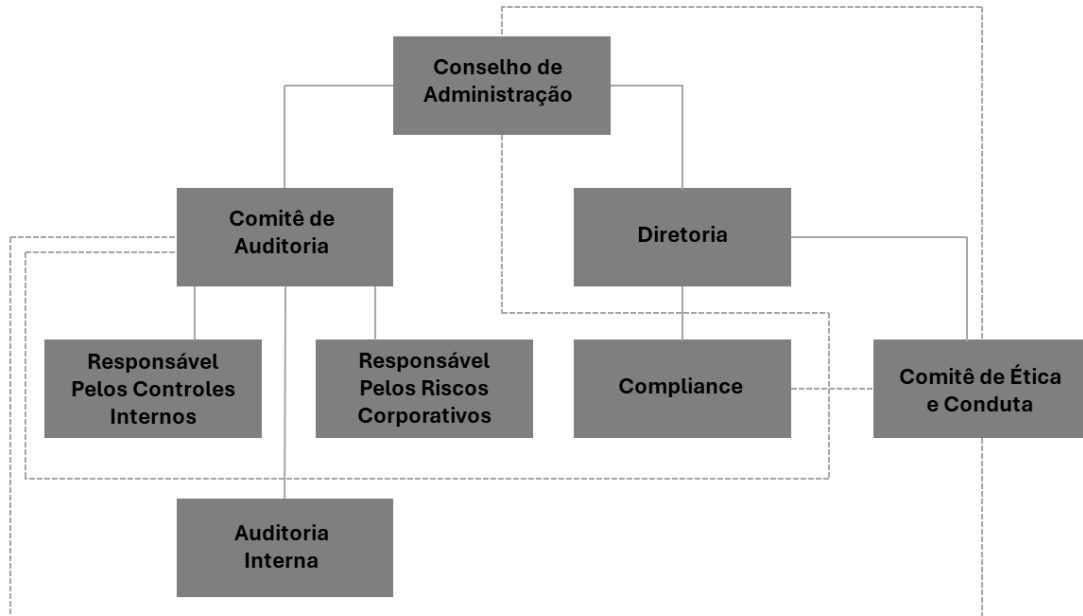 Conselho de
Administração
Comitê de
Auditoria
Diretoria
Responsável
Pelos Controles
Internos
Responsável
Pelos Riscos
Corporativos
Compliance
Comitê de Ética
e Conduta
Auditoria
Interna